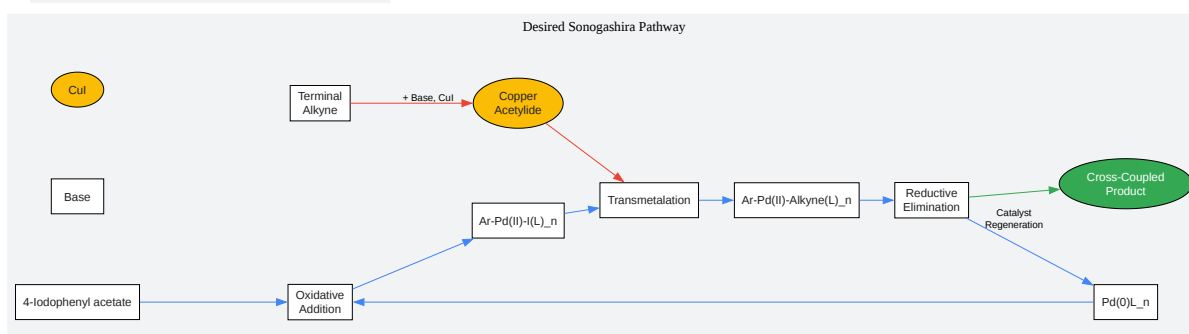 Desired Sonogashira Pathway
CuI
Terminal
Alkyne
+ Base, CuI
Copper
Acetylide
Base
Transmetalation
Ar-Pd(II)-Alkyne(L)_n
Reductive
Elimination
Cross-Coupled
Product
Ar-Pd(II)-I(L)_n
Catalyst
Regeneration
4-Iodophenyl acetate
Oxidative
Addition
Pd(0)L_n